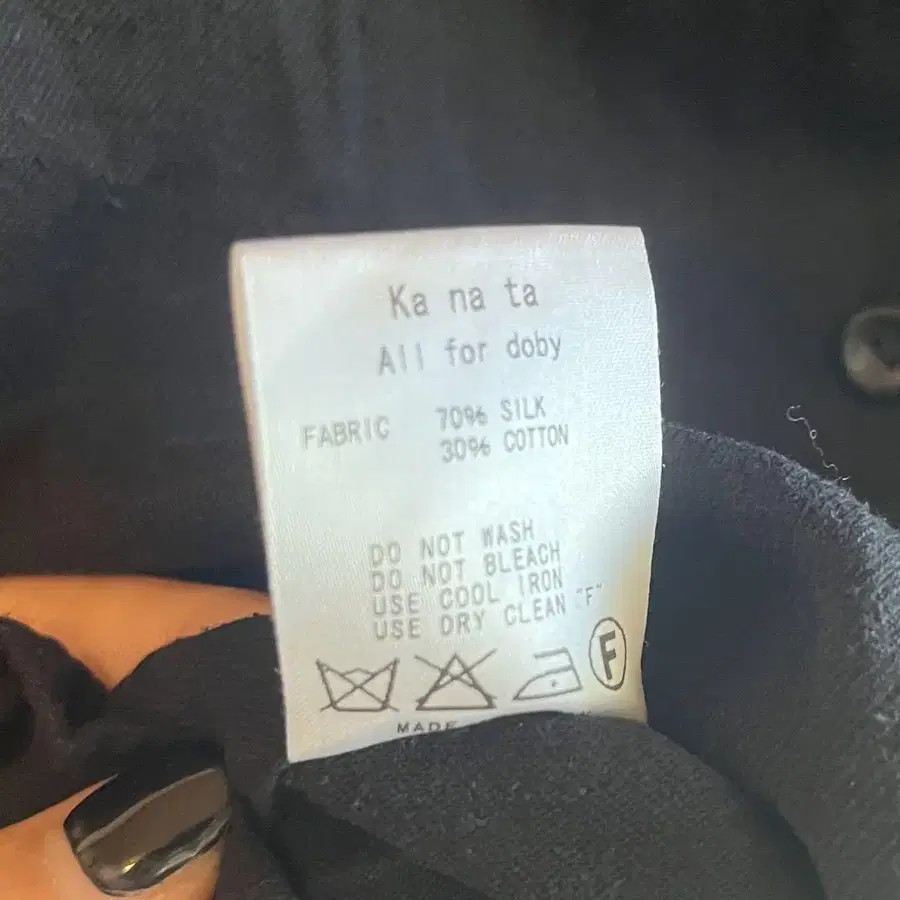 Ka na ta
All for doby
FABRIC 70% SILK
30% COTTON
DO NOT WASH
DO NOT BLEACH
USE COOL IRON
USE DRY CLEAN "F"
F
MADE